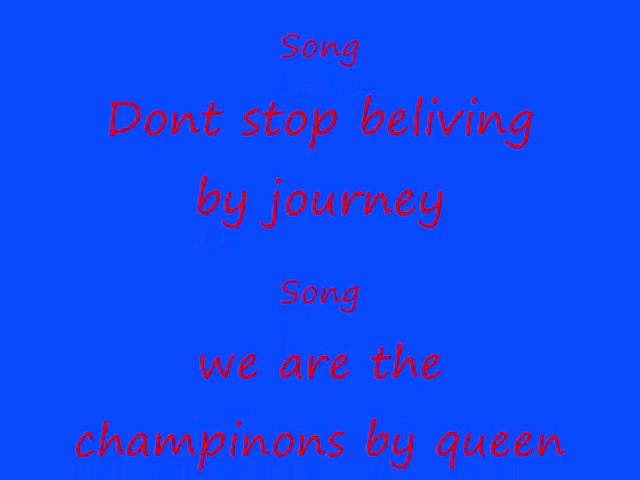 Song
Dont stop beliving
by journey
Song
we are the
champinons by queen